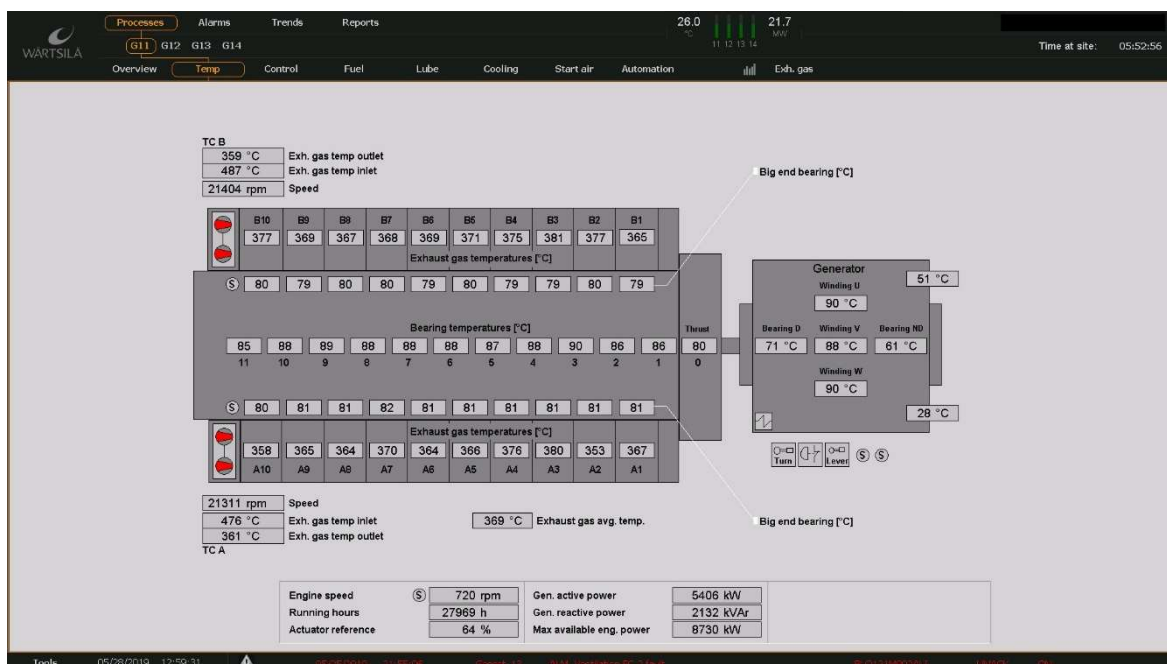 WÄRTSILÄ
Processes Alarms Trends Reports 26.0 °C 21.7 MW
G11 G12 G13 G14 11 12 13 14 Time at site: 05:52:56
Overview Temp Control Fuel Lube Cooling Start air Automation Exh. gas
TC B
359 °C Exh. gas temp outlet
487 °C Exh. gas temp inlet
21404 rpm Speed
Big end bearing [°C]
B10 B9 B8 B7 B6 B5 B4 B3 B2 B1
377 369 367 368 369 371 375 381 377 365
Exhaust gas temperatures [°C]
S 80 79 80 80 79 80 79 79 80 79
Bearing temperatures [°C] Thrust
85 88 89 88 88 88 87 88 90 86 86 80
11 10 9 8 7 6 5 4 3 2 1 0
S 80 81 81 82 81 81 81 81 81 81
Exhaust gas temperatures [°C]
358 365 364 370 364 366 376 380 353 367
A10 A9 A8 A7 A6 A5 A4 A3 A2 A1
Generator 51 °C
Winding U
90 °C
Bearing D Winding V Bearing ND
71 °C 88 °C 61 °C
Winding W
90 °C
28 °C
Turn Lever S S
21311 rpm Speed
476 °C Exh. gas temp inlet 369 °C Exhaust gas avg. temp. Big end bearing [°C]
361 °C Exh. gas temp outlet
TC A
Engine speed S 720 rpm Gen. active power 5406 kW
Running hours 27969 h Gen. reactive power 2132 kVAr
Actuator reference 64 % Max available eng. power 8730 kW
Tools 05/28/2019 12:59:31